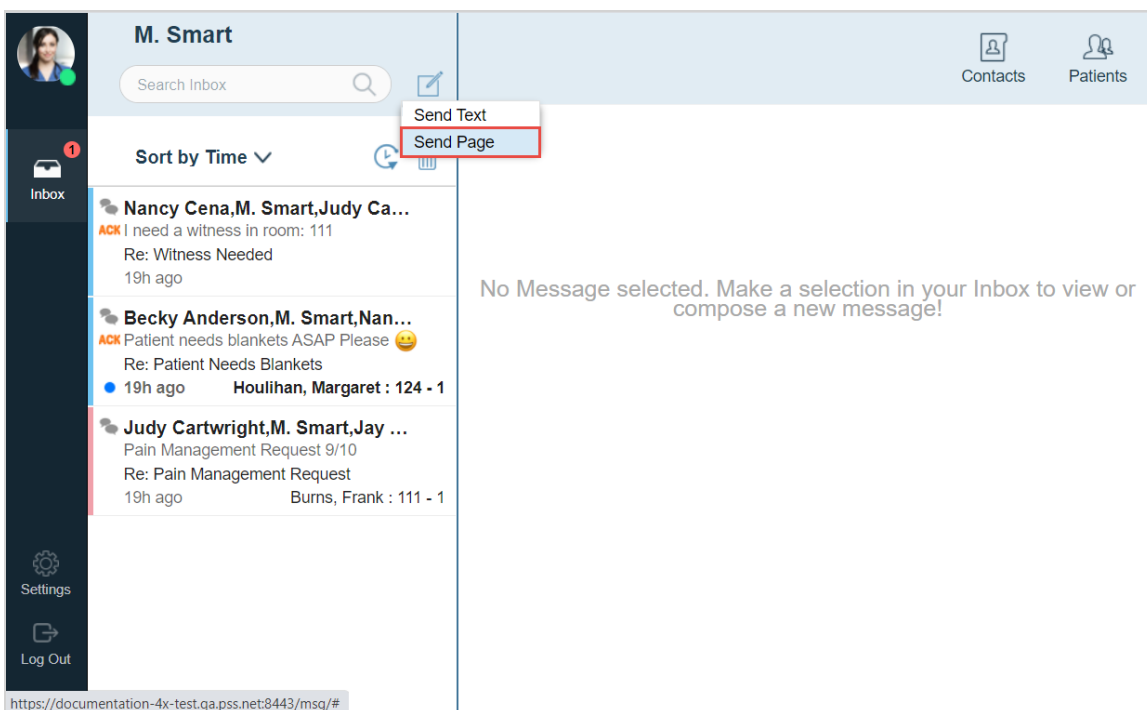 M. Smart
Search Inbox
Contacts
Patients
Send Text
Send Page
1
Inbox
Sort by Time
Nancy Cena,M. Smart,Judy Ca...
ACK I need a witness in room: 111
Re: Witness Needed
19h ago
Becky Anderson,M. Smart,Nan...
ACK Patient needs blankets ASAP Please 😀
Re: Patient Needs Blankets
19h ago Houlihan, Margaret : 124 - 1
Judy Cartwright,M. Smart,Jay ...
Pain Management Request 9/10
Re: Pain Management Request
19h ago Burns, Frank : 111 - 1
No Message selected. Make a selection in your Inbox to view or
compose a new message!
Settings
Log Out
https://documentation-4x-test.qa.pss.net:8443/msg/#